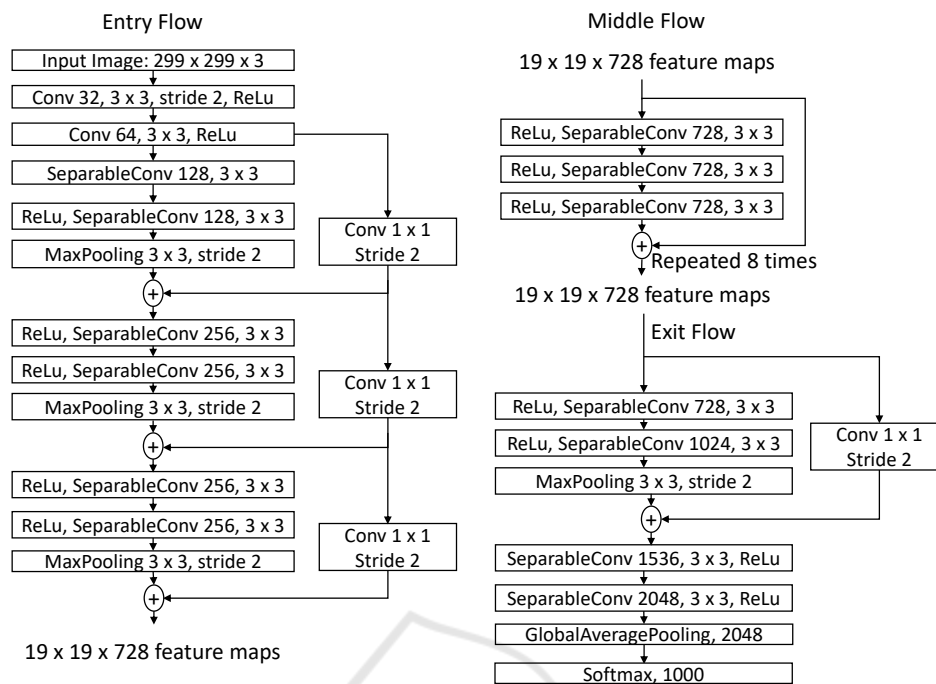 Entry Flow
Input Image: 299 x 299 x 3
Conv 32, 3 x 3, stride 2, ReLu
Conv 64, 3 x 3, ReLu
SeparableConv 128, 3 x 3
ReLu, SeparableConv 128, 3 x 3
MaxPooling 3 x 3, stride 2
Conv 1 x 1
Stride 2
+
ReLu, SeparableConv 256, 3 x 3
ReLu, SeparableConv 256, 3 x 3
MaxPooling 3 x 3, stride 2
Conv 1 x 1
Stride 2
+
ReLu, SeparableConv 256, 3 x 3
ReLu, SeparableConv 256, 3 x 3
MaxPooling 3 x 3, stride 2
Conv 1 x 1
Stride 2
+
19 x 19 x 728 feature maps
Middle Flow
19 x 19 x 728 feature maps
ReLu, SeparableConv 728, 3 x 3
ReLu, SeparableConv 728, 3 x 3
ReLu, SeparableConv 728, 3 x 3
+
Repeated 8 times
19 x 19 x 728 feature maps
Exit Flow
ReLu, SeparableConv 728, 3 x 3
ReLu, SeparableConv 1024, 3 x 3
MaxPooling 3 x 3, stride 2
Conv 1 x 1
Stride 2
+
SeparableConv 1536, 3 x 3, ReLu
SeparableConv 2048, 3 x 3, ReLu
GlobalAveragePooling, 2048
Softmax, 1000